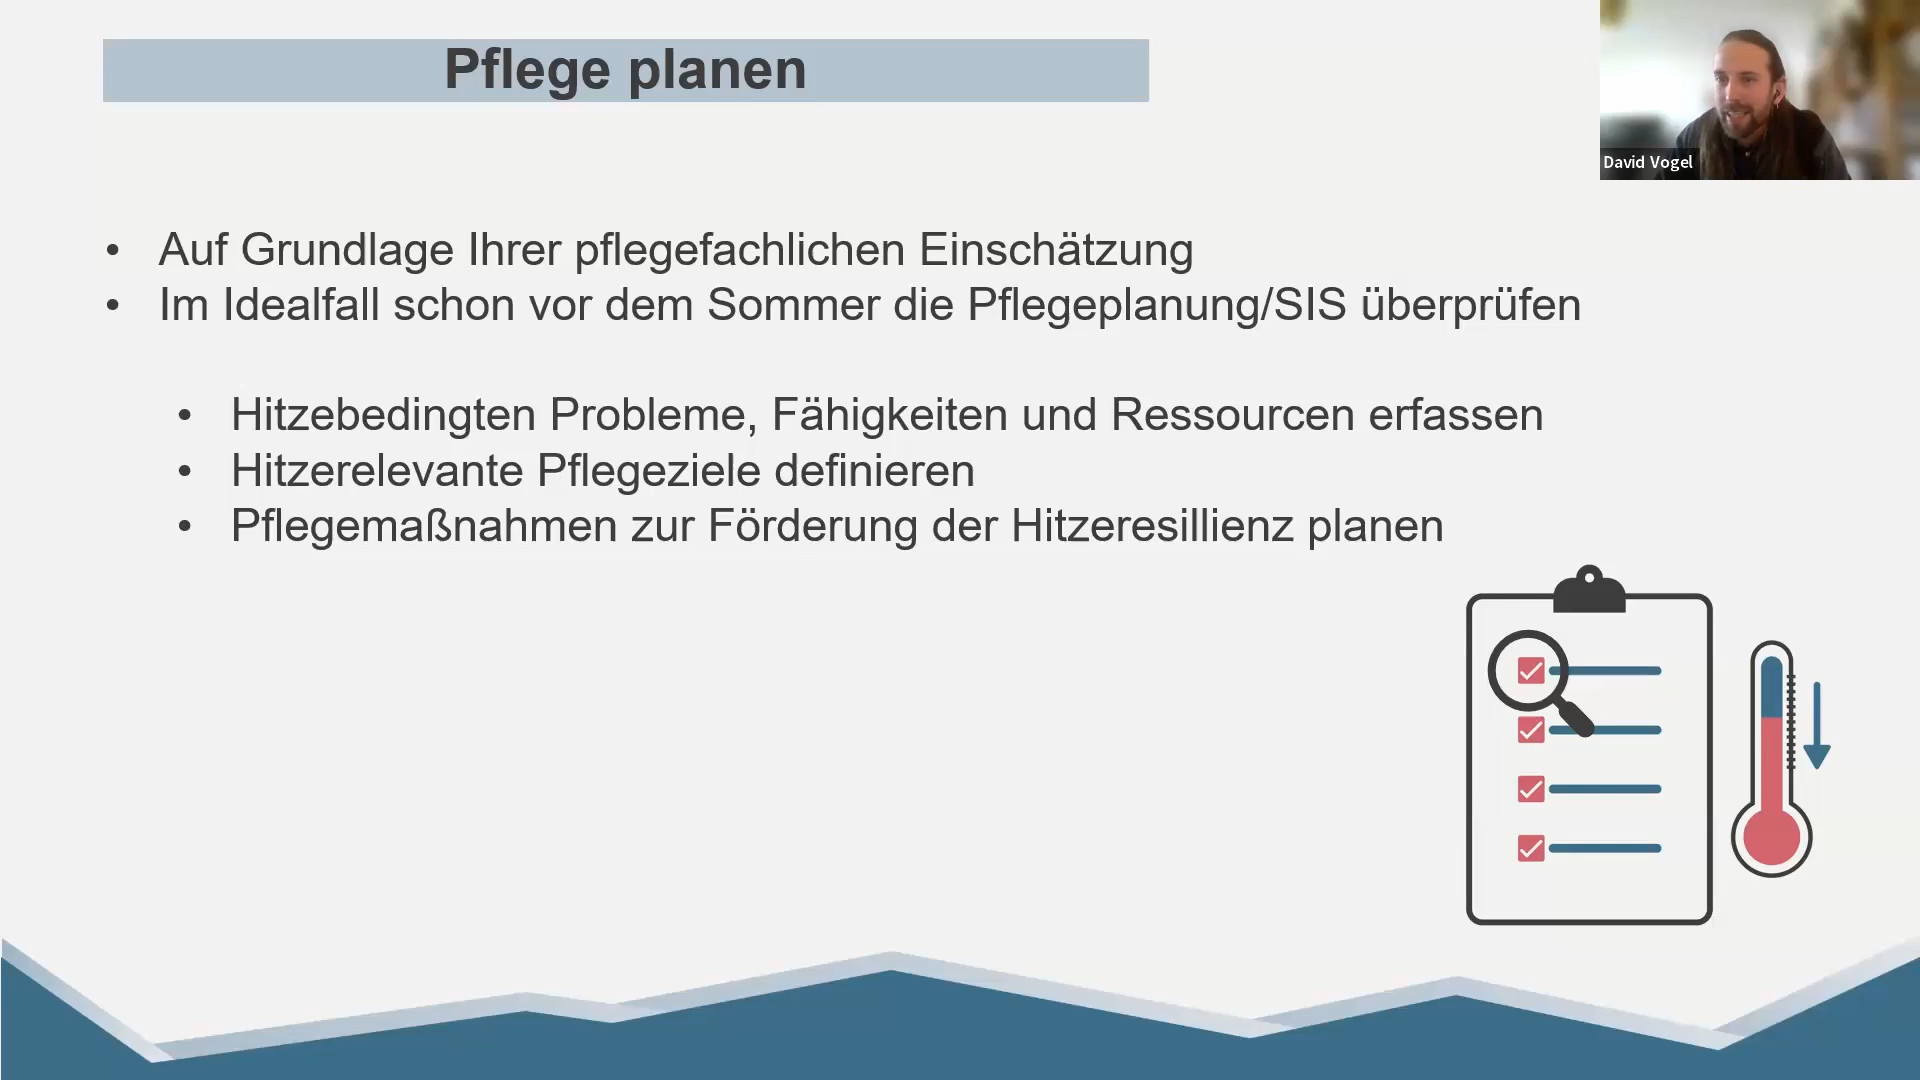 Pflege planen
David Vogel
• Auf Grundlage Ihrer pflegefachlichen Einschätzung
• Im Idealfall schon vor dem Sommer die Pflegeplanung/SIS überprüfen
• Hitzebedingten Probleme, Fähigkeiten und Ressourcen erfassen
• Hitzerelevante Pflegeziele definieren
• Pflegemaßnahmen zur Förderung der Hitzeresillienz planen